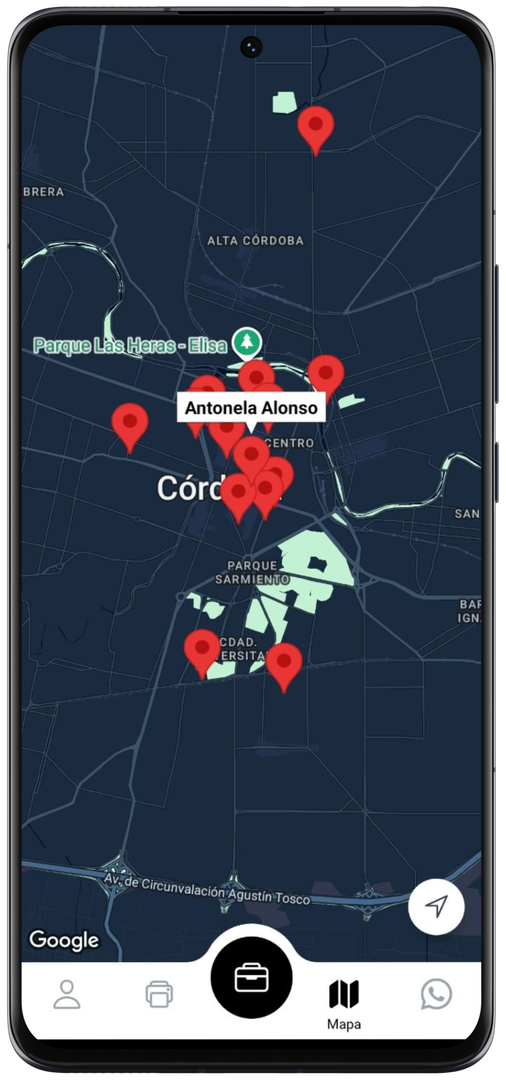 BRERA
ALTA CÓRDOBA
Parque Las Heras - Elisa
Antonela Alonso
CENTRO
Córd
SAN
PARQUE
SARMIENTO
BAR
IGN
CDAD.
ERSITA
Av. de Circunvalación Agustín Tosco
Google
Mapa